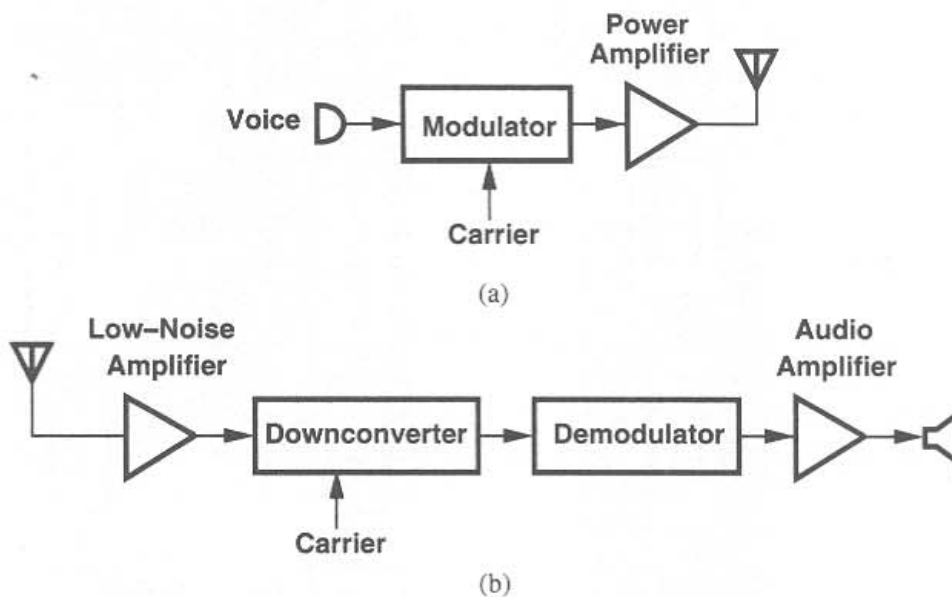 Power
Amplifier
Voice
Modulator
Carrier
(a)
Low–Noise
Amplifier
Audio
Amplifier
Downconverter
Demodulator
Carrier
(b)